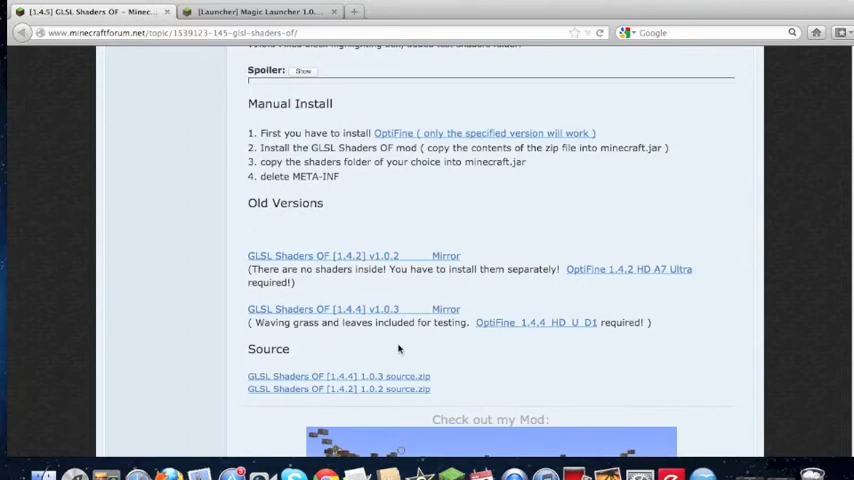 [1.4.5] GLSL Shaders OF – Minec...
[Launcher] Magic Launcher 1.0....
www.minecraftforum.net/topic/1539123-145-glsl-shaders-of/
Google
Spoiler: Show
Manual Install
1. First you have to install OptiFine ( only the specified version will work )
2. Install the GLSL Shaders OF mod ( copy the contents of the zip file into minecraft.jar )
3. copy the shaders folder of your choice into minecraft.jar
4. delete META-INF
Old Versions
GLSL Shaders OF [1.4.2] v1.0.2 Mirror
(There are no shaders inside! You have to install them separately! OptiFine 1.4.2 HD A7 Ultra
required!)
GLSL Shaders OF [1.4.4] v1.0.3 Mirror
( Waving grass and leaves included for testing. OptiFine 1.4.4 HD U D1 required! )
Source
GLSL Shaders OF [1.4.4] 1.0.3 source.zip
GLSL Shaders OF [1.4.2] 1.0.2 source.zip
Check out my Mod: